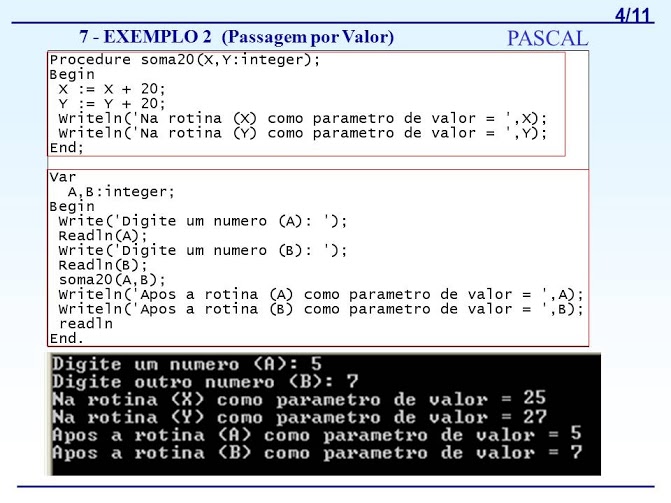 4/11
7 - EXEMPLO 2 (Passagem por Valor)
PASCAL
Procedure soma20(X,Y:integer);
Begin
X := X + 20;
Y := Y + 20;
Writeln('Na rotina (X) como parametro de valor = ',X);
Writeln('Na rotina (Y) como parametro de valor = ',Y);
End;
Var
A,B:integer;
Begin
Write('Digite um numero (A): ');
Readln(A);
Write('Digite um numero (B): ');
Readln(B);
soma20(A,B);
Writeln('Apos a rotina (A) como parametro de valor = ',A);
Writeln('Apos a rotina (B) como parametro de valor = ',B);
readln
End.
Digite um numero (A): 5
Digite outro numero (B): 7
Na rotina (X) como parametro de valor = 25
Na rotina (Y) como parametro de valor = 27
Apos a rotina (A) como parametro de valor = 5
Apos a rotina (B) como parametro de valor = 7